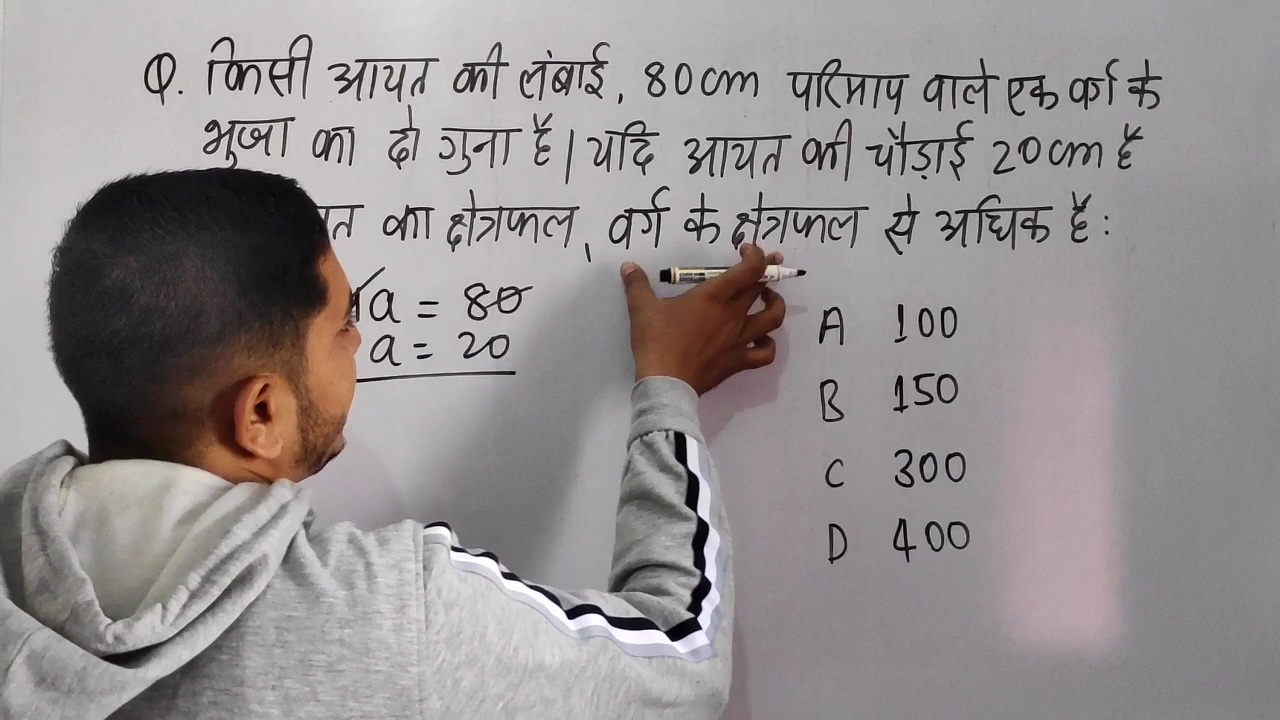 Q. किसी आयत की लंबाई, 80cm परिमाप वाले एक वर्ग के
भुजा का दो गुना है। यदि आयत की चौड़ाई 20cm है
का क्षेत्रफल, वर्ग के क्षेत्रफल से अधिक है:
a = 80
a = 20
A 100
B 150
C 300
D 400